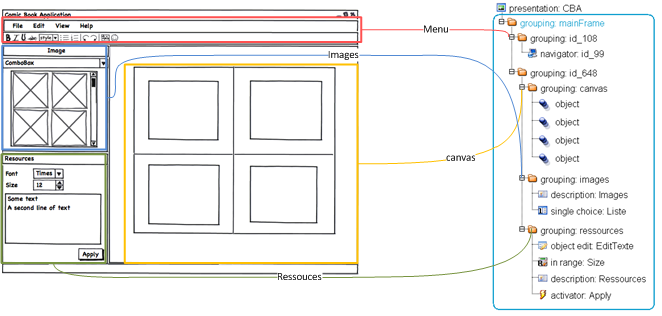 Comic Book Application
File Edit View Help
B I U abc style
Image
ComboBox
Resources
Font Times
Size 12
Some text
A second line of text
Apply
Menu
Images
canvas
Ressouces
presentation: CBA
grouping: mainFrame
grouping: id_108
navigator: id_99
grouping: id_648
grouping: canvas
object
object
object
object
grouping: images
description: Images
single choice: Liste
grouping: ressources
object edit: EditTexte
in range: Size
description: Ressources
activator: Apply